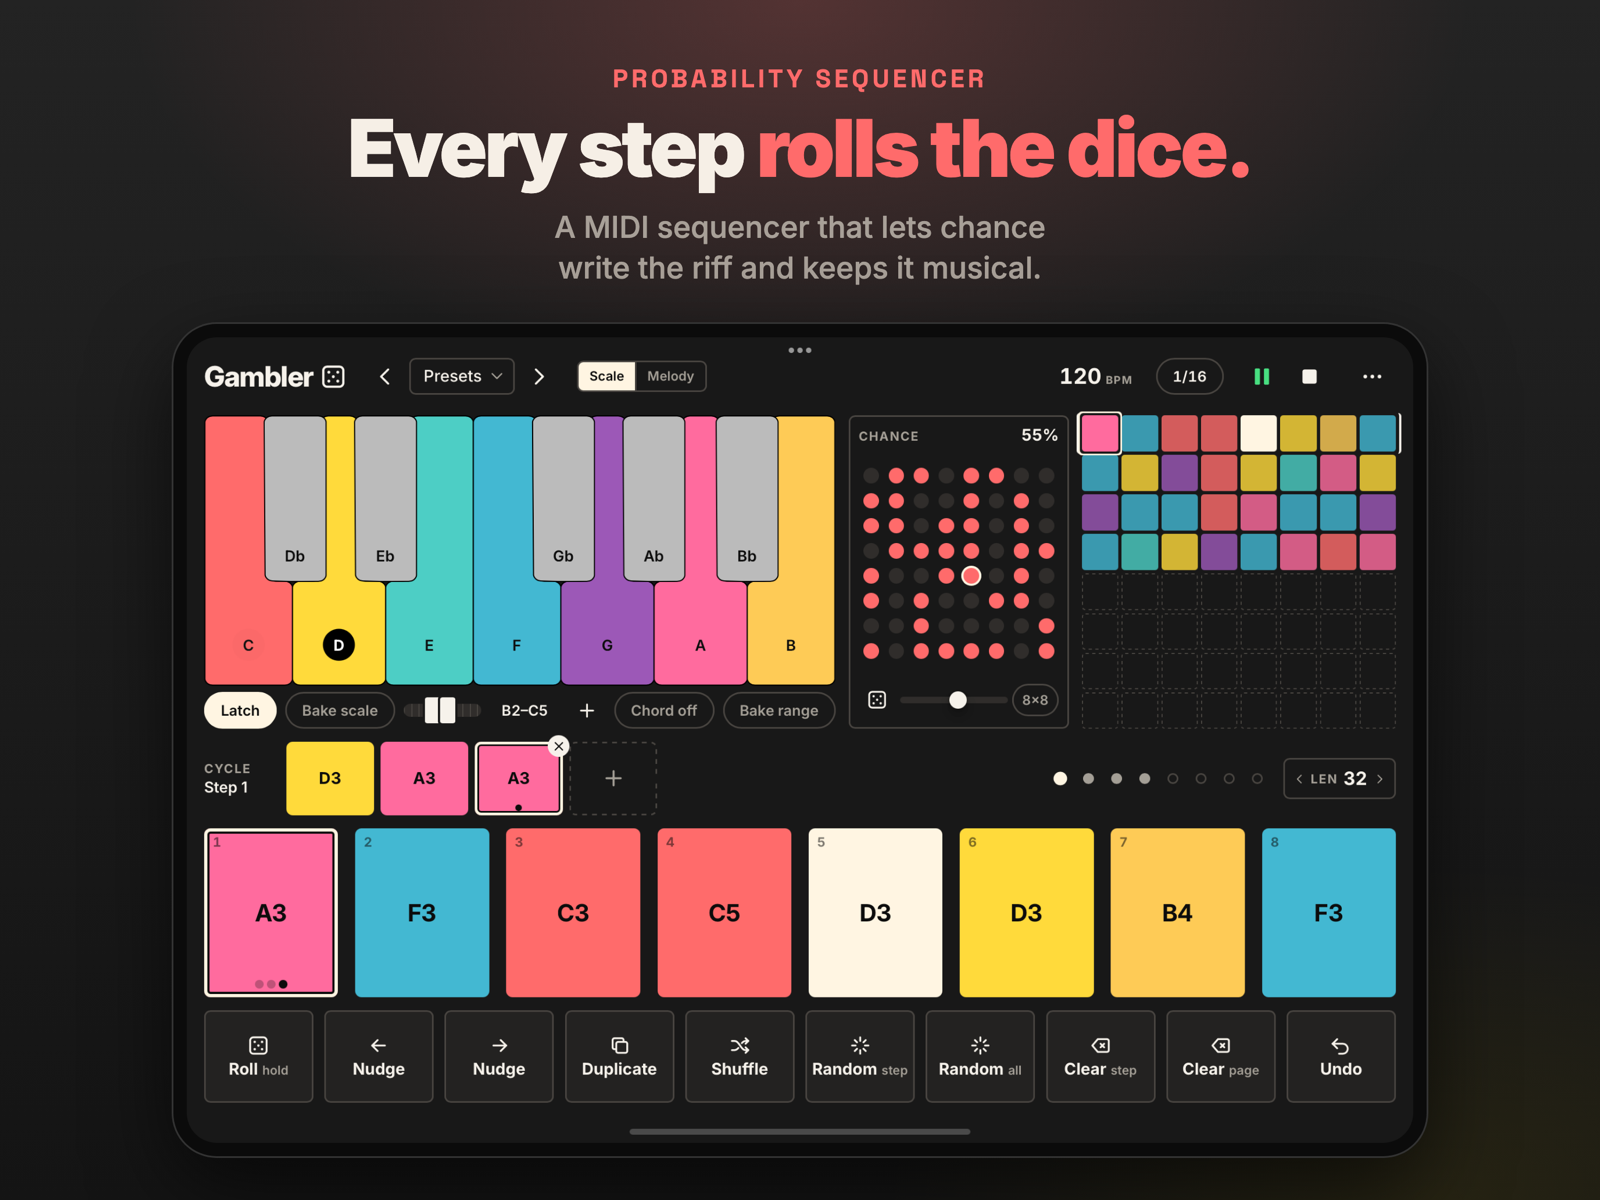 PROBABILITY SEQUENCER
Every step rolls the dice.
A MIDI sequencer that lets chance
write the riff and keeps it musical.
Gambler
Presets
Scale
Melody
120 BPM
1/16
Db
Eb
Gb
Ab
Bb
C
D
E
F
G
A
B
CHANCE
55%
8×8
Latch
Bake scale
B2–C5
Chord off
Bake range
CYCLE
Step 1
D3
A3
A3
LEN 32
1
A3
2
F3
3
C3
4
C5
5
D3
6
D3
7
B4
8
F3
Roll hold
Nudge
Nudge
Duplicate
Shuffle
Random step
Random all
Clear step
Clear page
Undo